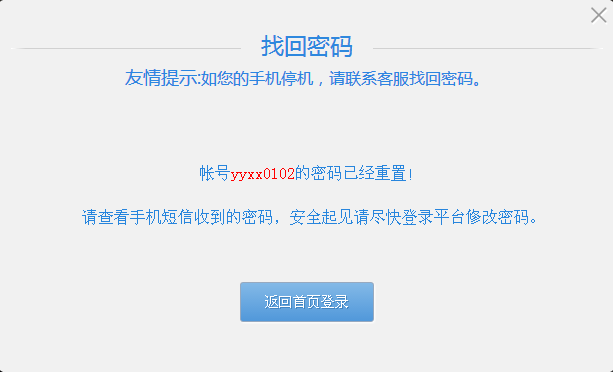 找回密码
友情提示:如您的手机停机，请联系客服找回密码。
帐号yyxx0102的密码已经重置!
请查看手机短信收到的密码，安全起见请尽快登录平台修改密码。
返回首页登录